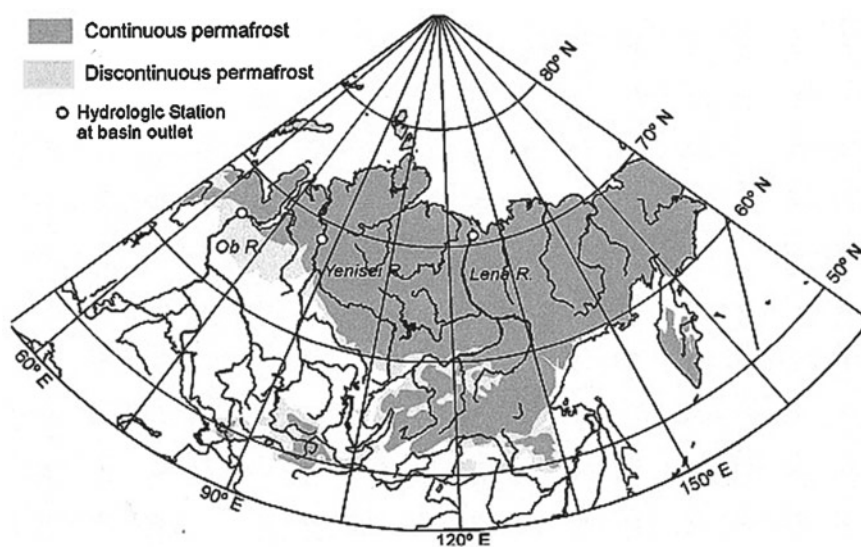 Continuous permafrost
Discontinuous permafrost
Hydrologic Station
at basin outlet
80° N
70° N
60° N
50° N
Ob R.
Yenisei R.
Lena R.
60° E
90° E
120° E
150° E